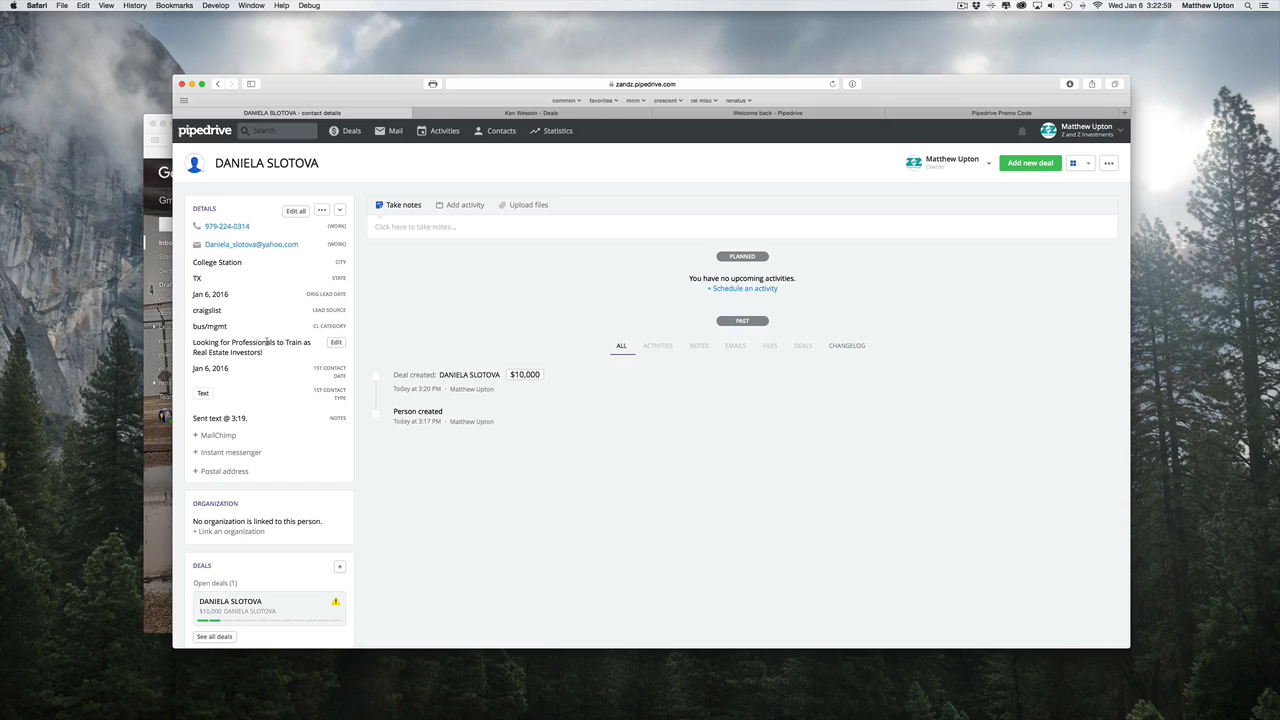 Safari File Edit View History Bookmarks Develop Window Help Debug
Wed Jan 6 3:22:59 Matthew Upton
zandz.pipedrive.com
common favorites mnm crescent rei misc renatus
DANIELA SLOTOVA - contact details
Ken Wesson - Deals
Welcome back - Pipedrive
Pipedrive Promo Code
pipedrive
Search
Deals
Mail
Activities
Contacts
Statistics
Matthew Upton
Z and Z Investments
DANIELA SLOTOVA
Matthew Upton
Owner
Add new deal
DETAILS
Edit all
979-224-0314 (WORK)
Daniela_slotova@yahoo.com (WORK)
College Station CITY
TX STATE
Jan 6, 2016 ORIG LEAD DATE
craigslist LEAD SOURCE
bus/mgmt CL CATEGORY
Looking for Professionals to Train as Edit
Real Estate Investors!
Jan 6, 2016 1ST CONTACT
DATE
1ST CONTACT
Text TYPE
Sent text @ 3:19. NOTES
+ MailChimp
+ Instant messenger
+ Postal address
ORGANIZATION
No organization is linked to this person.
+ Link an organization
DEALS +
Open deals (1)
DANIELA SLOTOVA
$10,000 DANIELA SLOTOVA
See all deals
Take notes
Add activity
Upload files
Click here to take notes...
PLANNED
You have no upcoming activities.
+ Schedule an activity
PAST
ALL ACTIVITIES NOTES EMAILS FILES DEALS CHANGELOG
Deal created: DANIELA SLOTOVA $10,000
Today at 3:20 PM · Matthew Upton
Person created
Today at 3:17 PM · Matthew Upton